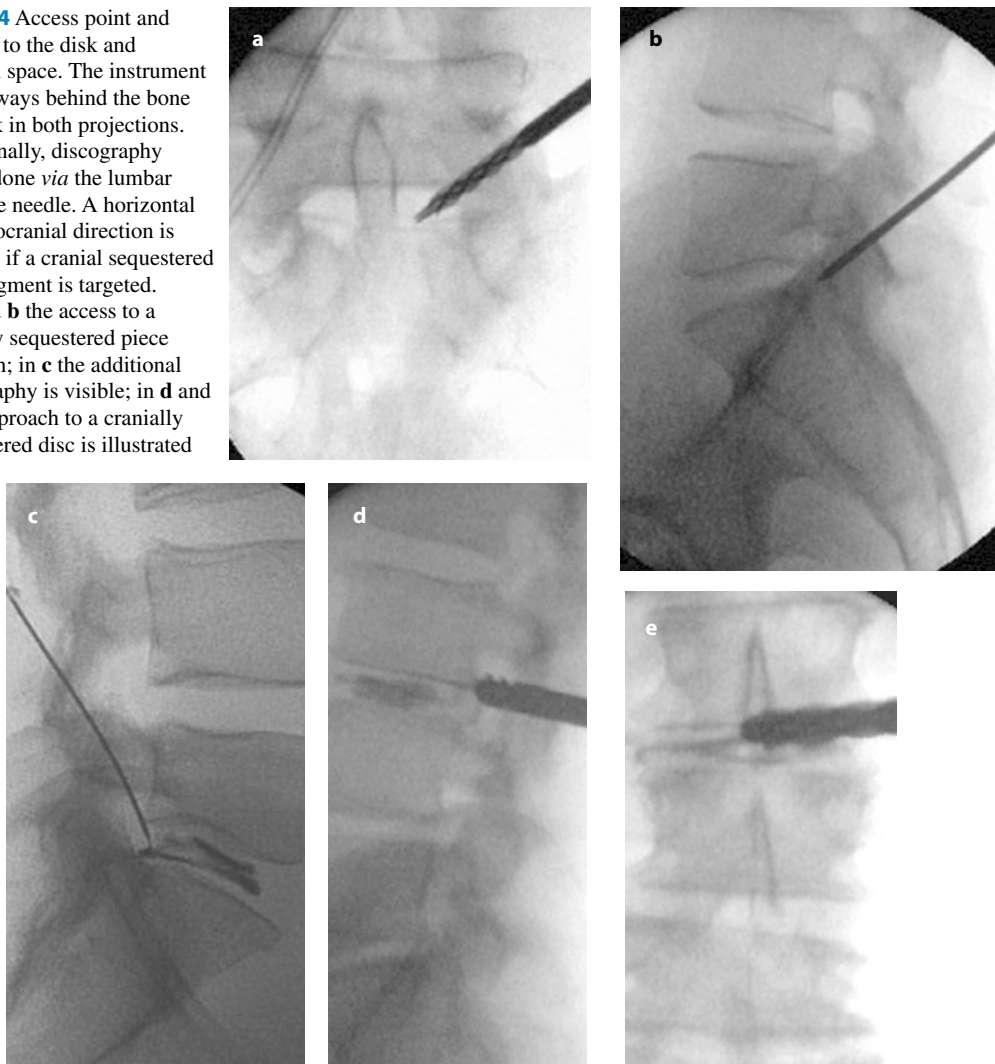 4 Access point and
to the disk and
space. The instrument
ways behind the bone
in both projections.
nally, discography
done via the lumbar
needle. A horizontal
ocranial direction is
if a cranial sequestered
gment is targeted.
b the access to a
sequestered piece
in c the additional
aphy is visible; in d and
proach to a cranially
ered disc is illustrated
a
b
c
d
e